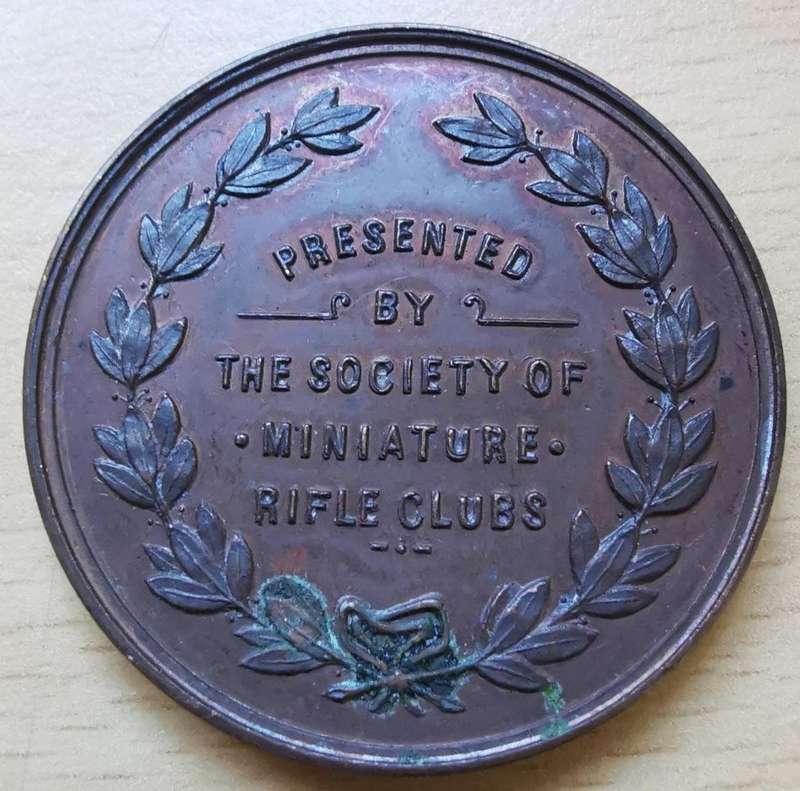 PRESENTED
BY
THE SOCIETY OF
· MINIATURE ·
RIFLE CLUBS